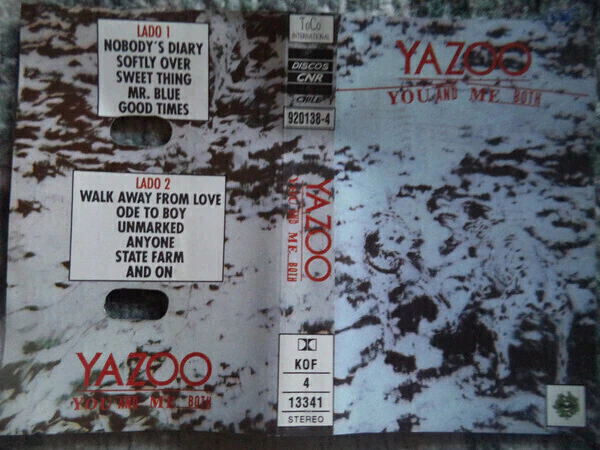 LADO 1
NOBODY'S DIARY
SOFTLY OVER
SWEET THING
MR. BLUE
GOOD TIMES
LADO 2
WALK AWAY FROM LOVE
ODE TO BOY
UNMARKED
ANYONE
STATE FARM
AND ON
YAZOO
YOU AND ME BOTH
ToCo
INTERNATIONAL
DISCOS
CNR
CHILE
920138-4
YAZOO
YOU AND ME BOTH
KOF
4
13341
STEREO
YAZOO
YOU AND ME BOTH